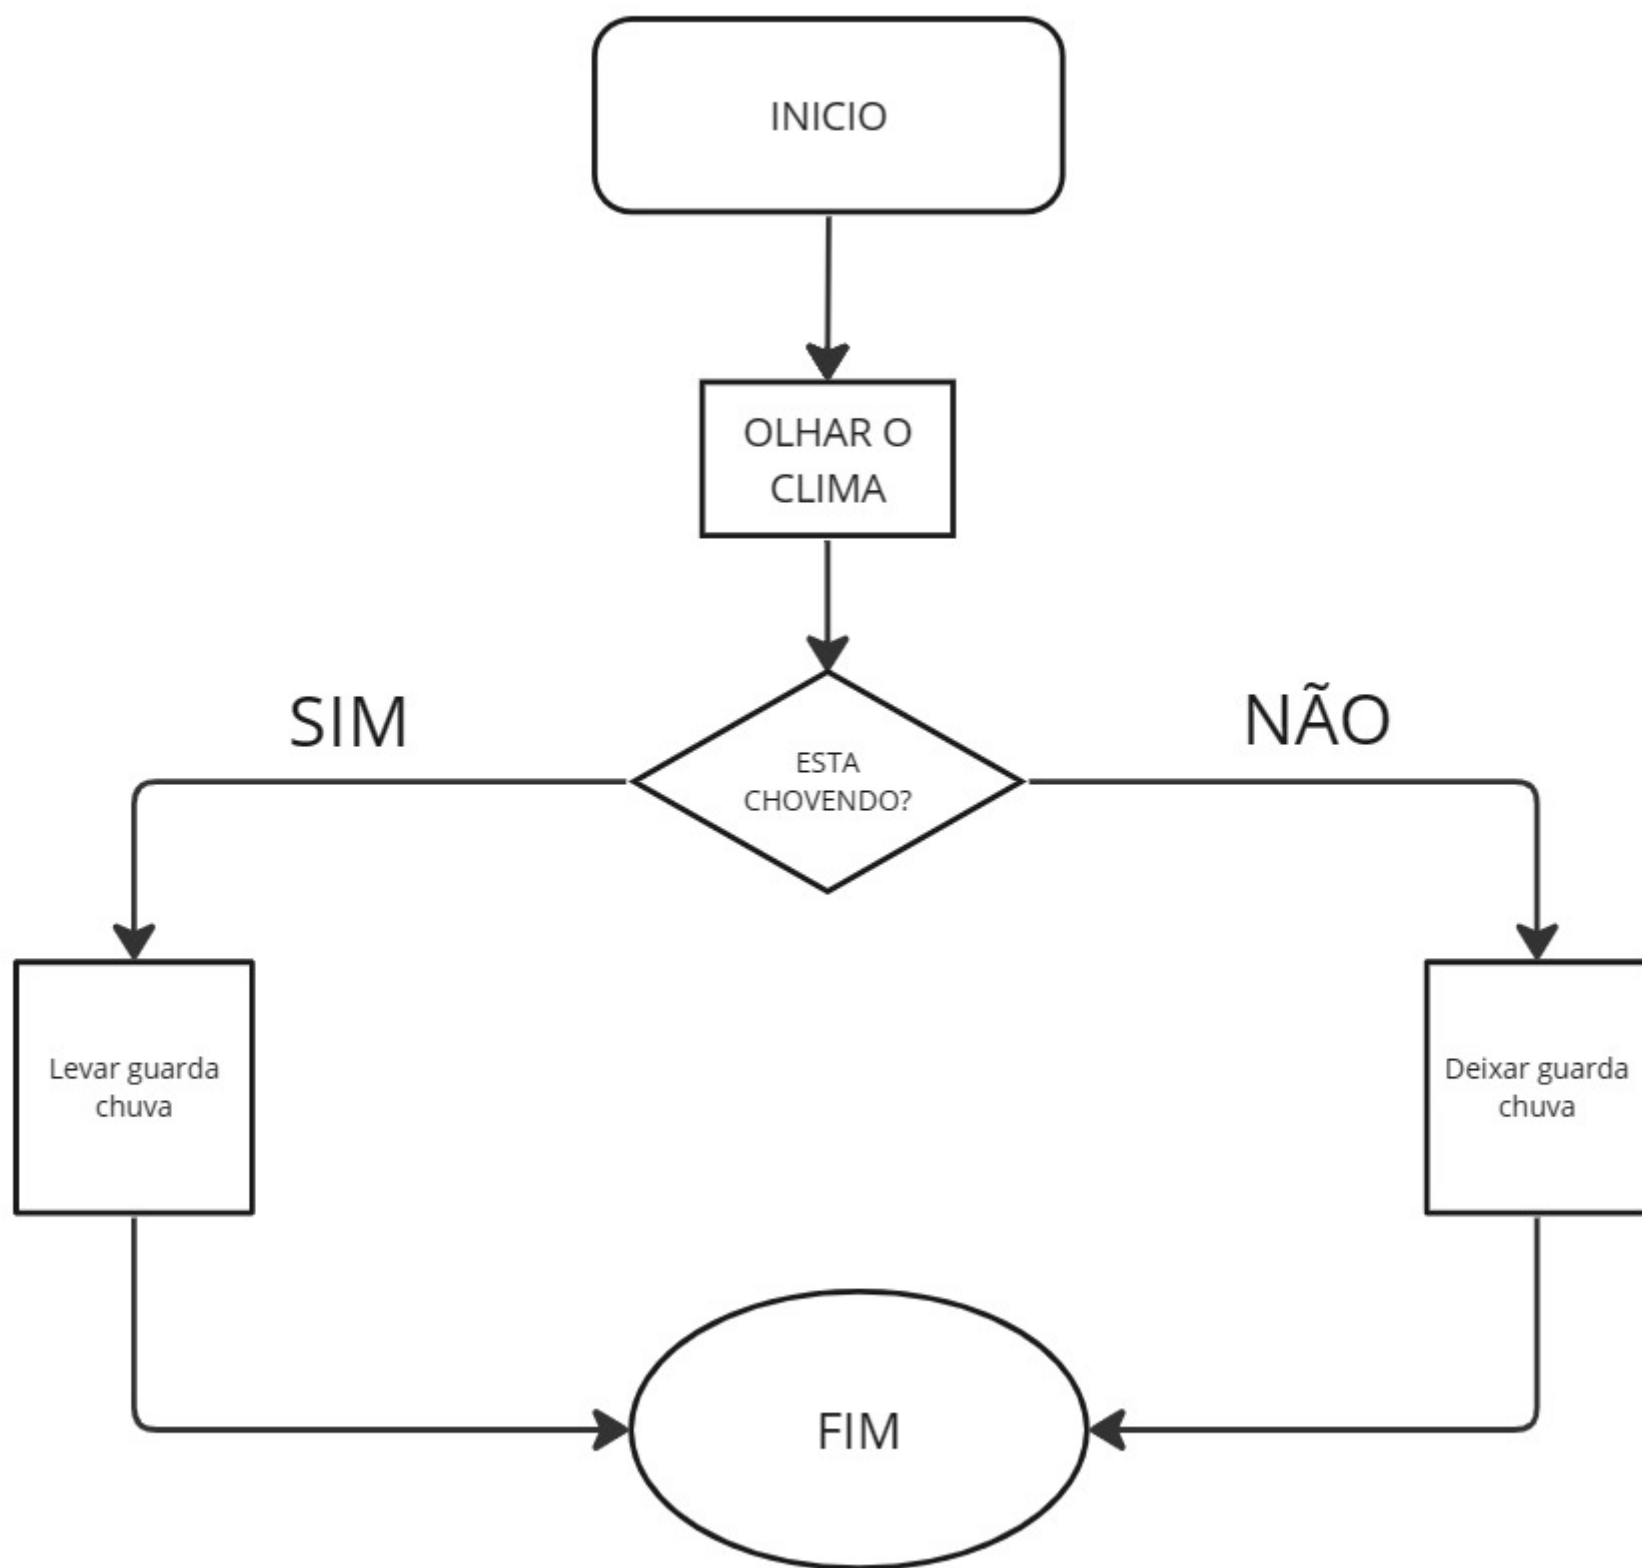 INICIO
OLHAR O
CLIMA
SIM
NÃO
ESTA
CHOVENDO?
Levar guarda
chuva
Deixar guarda
chuva
FIM